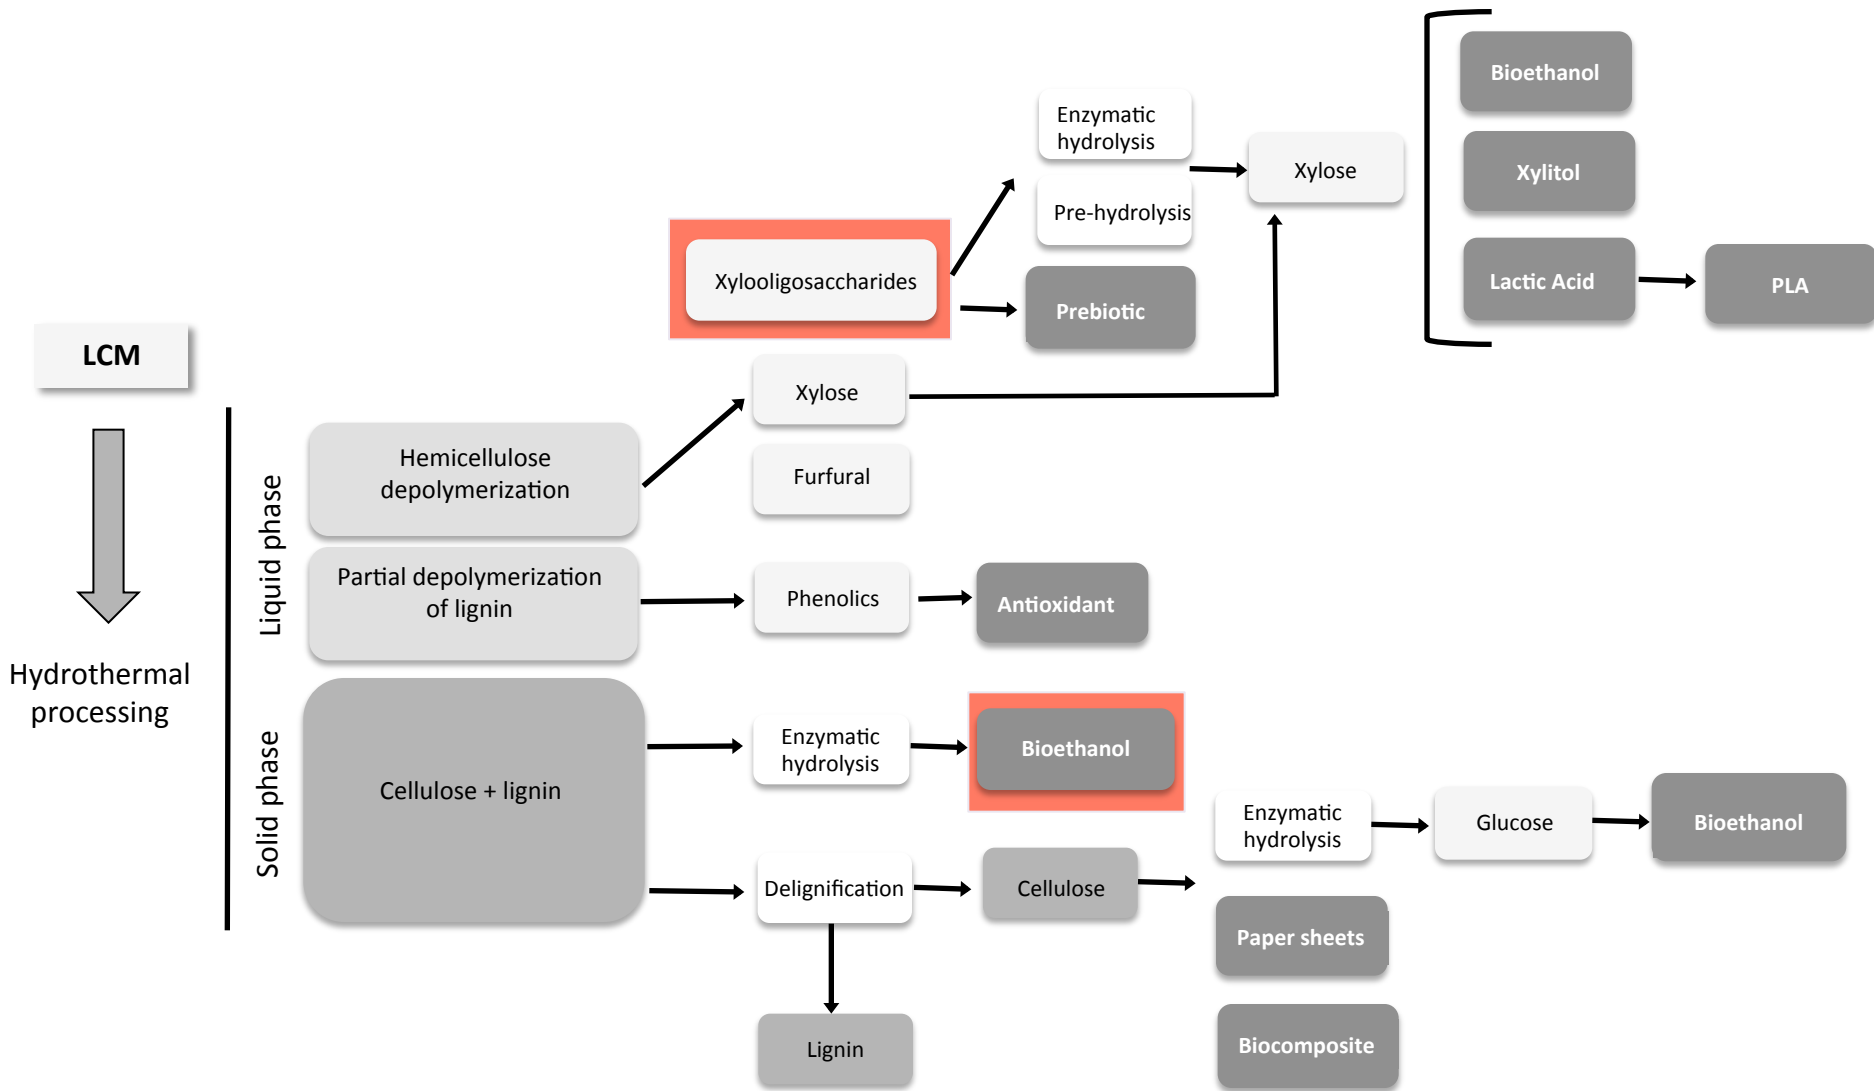 Bioethanol
Enzymatic
hydrolysis
Xylose
Xylitol
Pre-hydrolysis
Xylooligosaccharides
Lactic Acid
PLA
Prebiotic
LCM
Xylose
Hemicellulose
depolymerization
Furfural
Liquid phase
Partial depolymerization
of lignin
Phenolics
Antioxidant
Hydrothermal
processing
Solid phase
Cellulose + lignin
Enzymatic
hydrolysis
Bioethanol
Enzymatic
hydrolysis
Glucose
Bioethanol
Delignification
Cellulose
Paper sheets
Lignin
Biocomposite